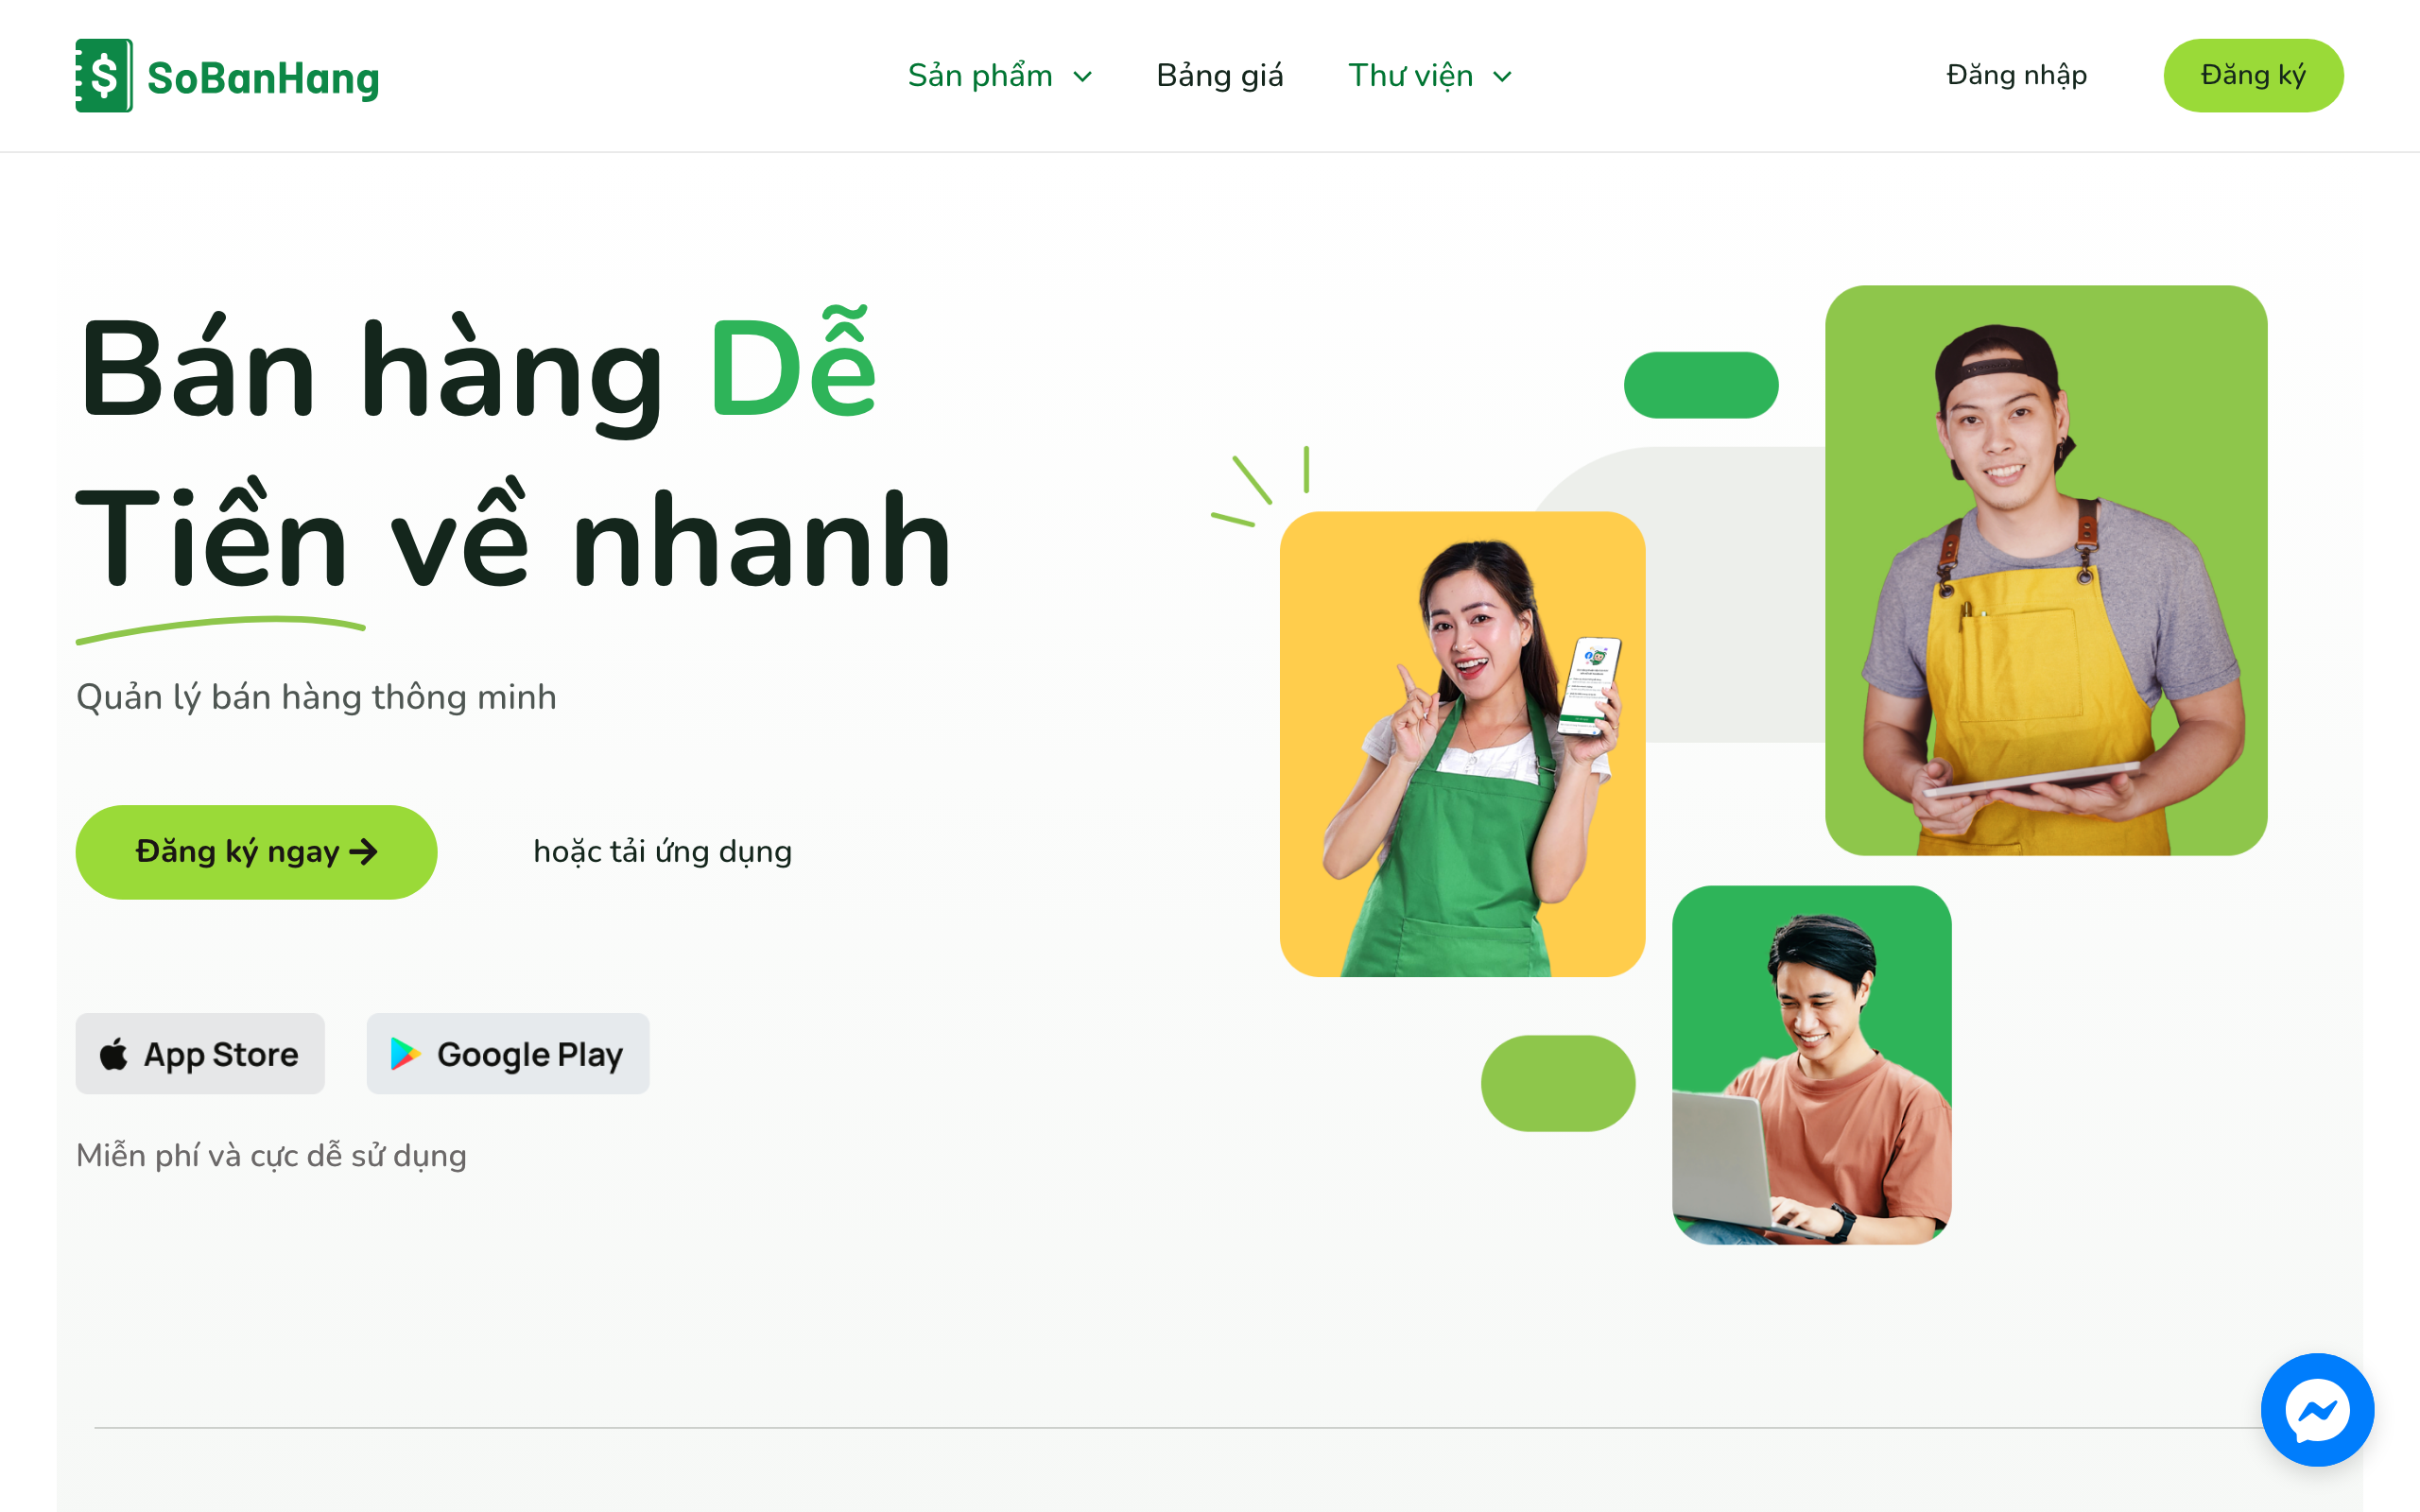 SoBanHang
Sản phẩm
Bảng giá
Thư viện
Đăng nhập
Đăng ký
Bán hàng Dễ
Tiền về nhanh
Quản lý bán hàng thông minh
Đăng ký ngay
hoặc tải ứng dụng
App Store
Google Play
Miễn phí và cực dễ sử dụng